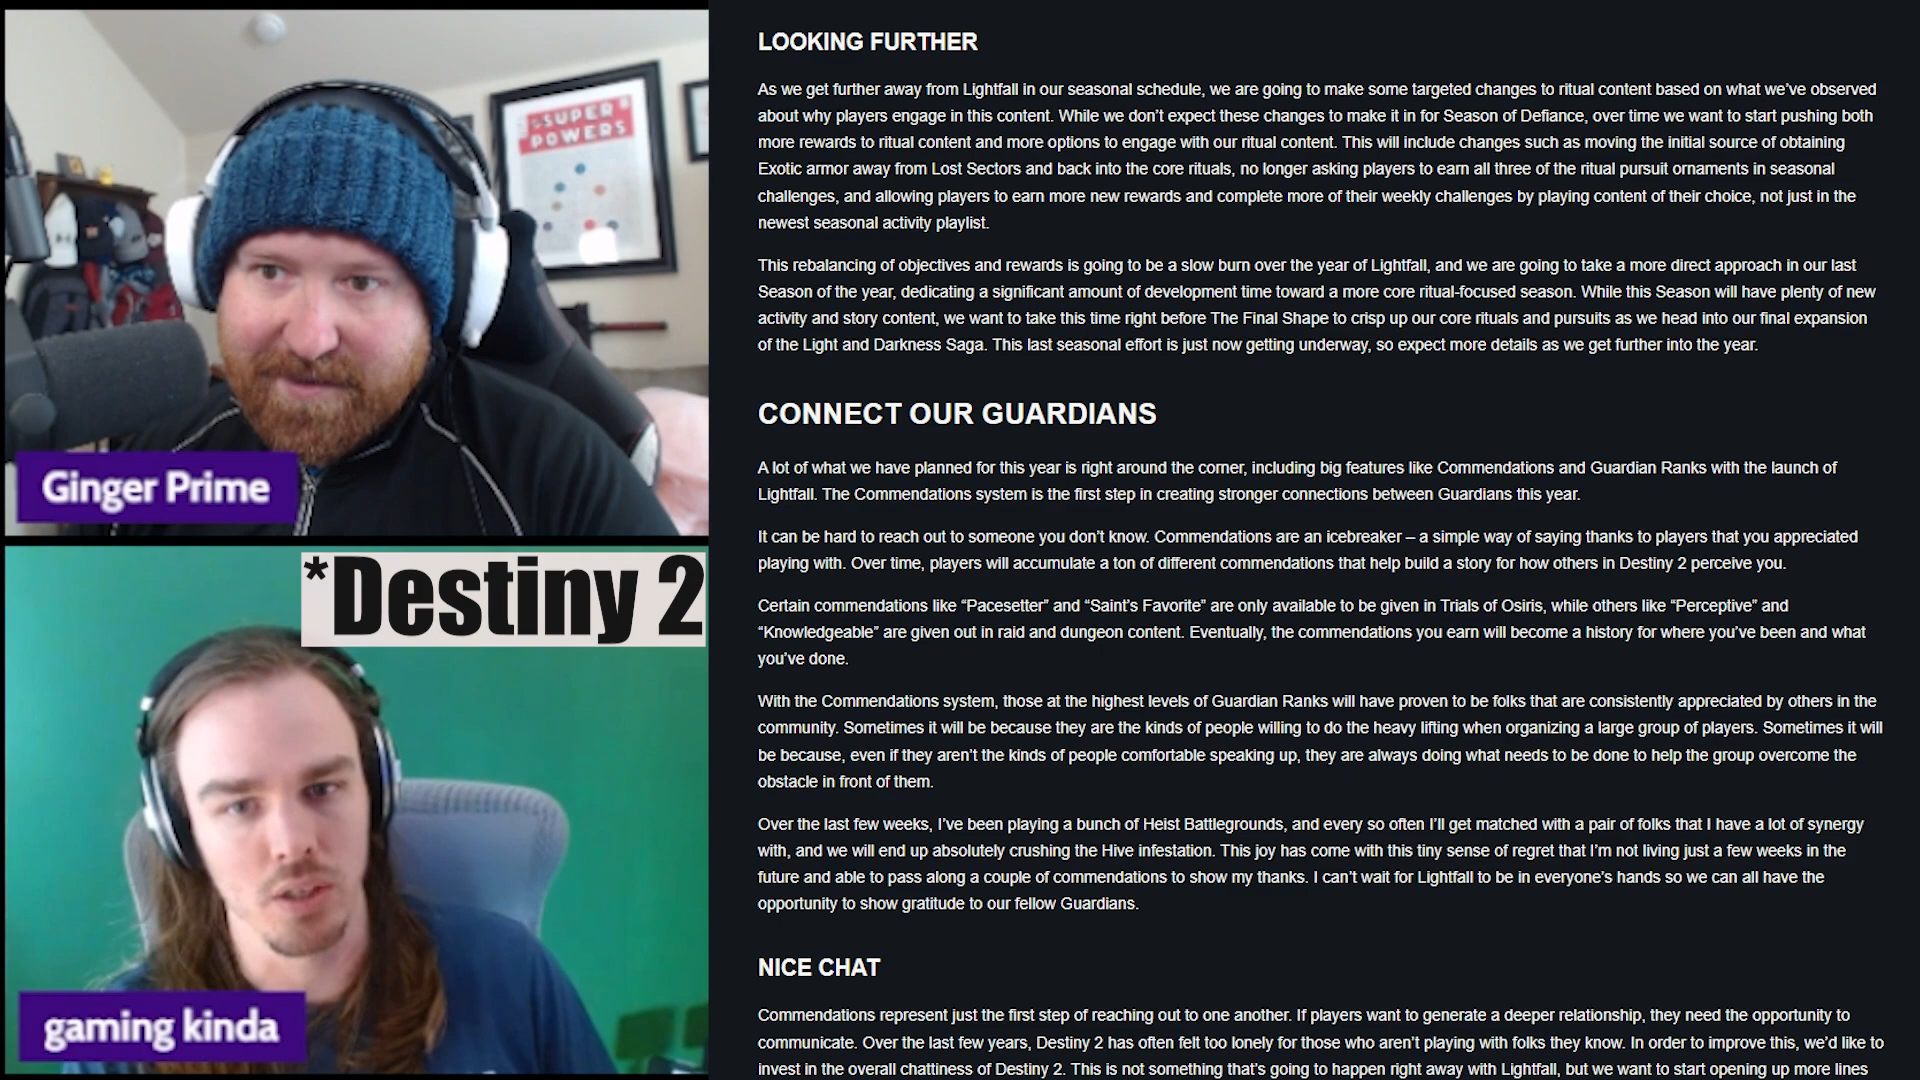 SUPER
POWERS
Ginger Prime
*Destiny 2
gaming kinda
LOOKING FURTHER
As we get further away from Lightfall in our seasonal schedule, we are going to make some targeted changes to ritual content based on what we’ve observed
about why players engage in this content. While we don’t expect these changes to make it in for Season of Defiance, over time we want to start pushing both
more rewards to ritual content and more options to engage with our ritual content. This will include changes such as moving the initial source of obtaining
Exotic armor away from Lost Sectors and back into the core rituals, no longer asking players to earn all three of the ritual pursuit ornaments in seasonal
challenges, and allowing players to earn more new rewards and complete more of their weekly challenges by playing content of their choice, not just in the
newest seasonal activity playlist.
This rebalancing of objectives and rewards is going to be a slow burn over the year of Lightfall, and we are going to take a more direct approach in our last
Season of the year, dedicating a significant amount of development time toward a more core ritual-focused season. While this Season will have plenty of new
activity and story content, we want to take this time right before The Final Shape to crisp up our core rituals and pursuits as we head into our final expansion
of the Light and Darkness Saga. This last seasonal effort is just now getting underway, so expect more details as we get further into the year.
CONNECT OUR GUARDIANS
A lot of what we have planned for this year is right around the corner, including big features like Commendations and Guardian Ranks with the launch of
Lightfall. The Commendations system is the first step in creating stronger connections between Guardians this year.
It can be hard to reach out to someone you don’t know. Commendations are an icebreaker – a simple way of saying thanks to players that you appreciated
playing with. Over time, players will accumulate a ton of different commendations that help build a story for how others in Destiny 2 perceive you.
Certain commendations like “Pacesetter” and “Saint’s Favorite” are only available to be given in Trials of Osiris, while others like “Perceptive” and
“Knowledgeable” are given out in raid and dungeon content. Eventually, the commendations you earn will become a history for where you’ve been and what
you’ve done.
With the Commendations system, those at the highest levels of Guardian Ranks will have proven to be folks that are consistently appreciated by others in the
community. Sometimes it will be because they are the kinds of people willing to do the heavy lifting when organizing a large group of players. Sometimes it will
be because, even if they aren’t the kinds of people comfortable speaking up, they are always doing what needs to be done to help the group overcome the
obstacle in front of them.
Over the last few weeks, I’ve been playing a bunch of Heist Battlegrounds, and every so often I’ll get matched with a pair of folks that I have a lot of synergy
with, and we will end up absolutely crushing the Hive infestation. This joy has come with this tiny sense of regret that I’m not living just a few weeks in the
future and able to pass along a couple of commendations to show my thanks. I can’t wait for Lightfall to be in everyone’s hands so we can all have the
opportunity to show gratitude to our fellow Guardians.
NICE CHAT
Commendations represent just the first step of reaching out to one another. If players want to generate a deeper relationship, they need the opportunity to
communicate. Over the last few years, Destiny 2 has often felt too lonely for those who aren’t playing with folks they know. In order to improve this, we’d like to
invest in the overall chattiness of Destiny 2. This is not something that’s going to happen right away with Lightfall, but we want to start opening up more lines